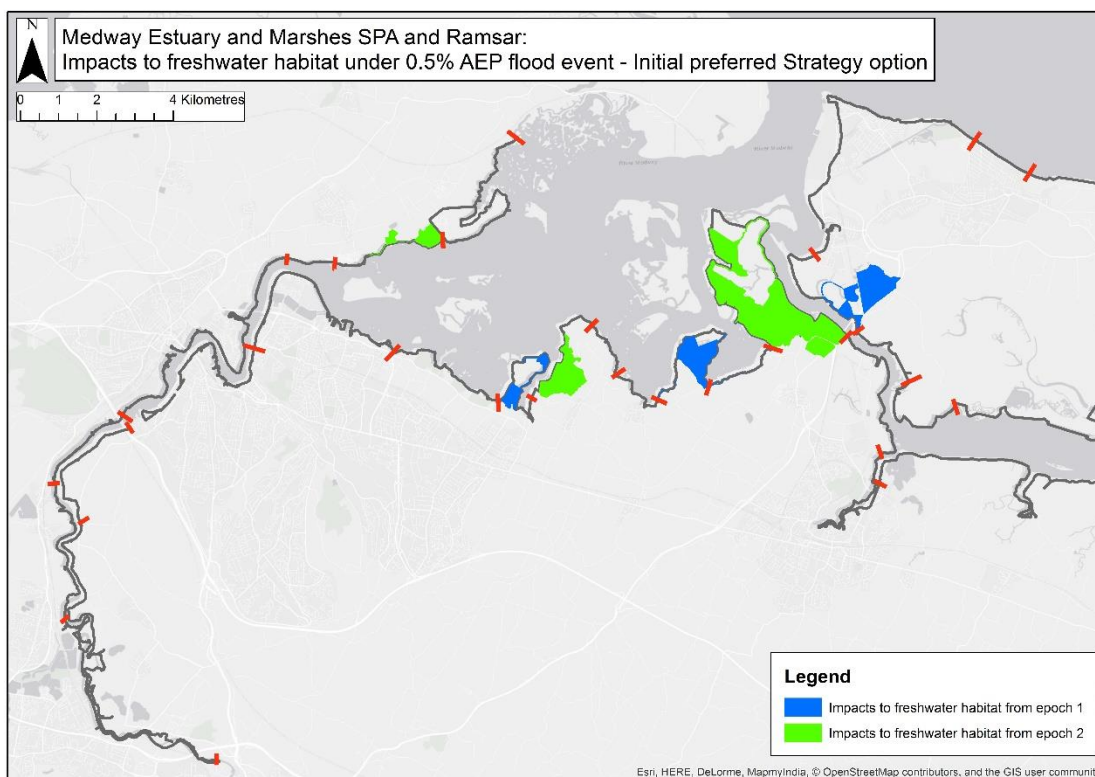 N
Medway Estuary and Marshes SPA and Ramsar:
Impacts to freshwater habitat under 0.5% AEP flood event - Initial preferred Strategy option
0 1 2 4 Kilometres
River Medway
Legend
Impacts to freshwater habitat from epoch 1
Impacts to freshwater habitat from epoch 2
Esri, HERE, DeLorme, MapmyIndia, © OpenStreetMap contributors, and the GIS user communit